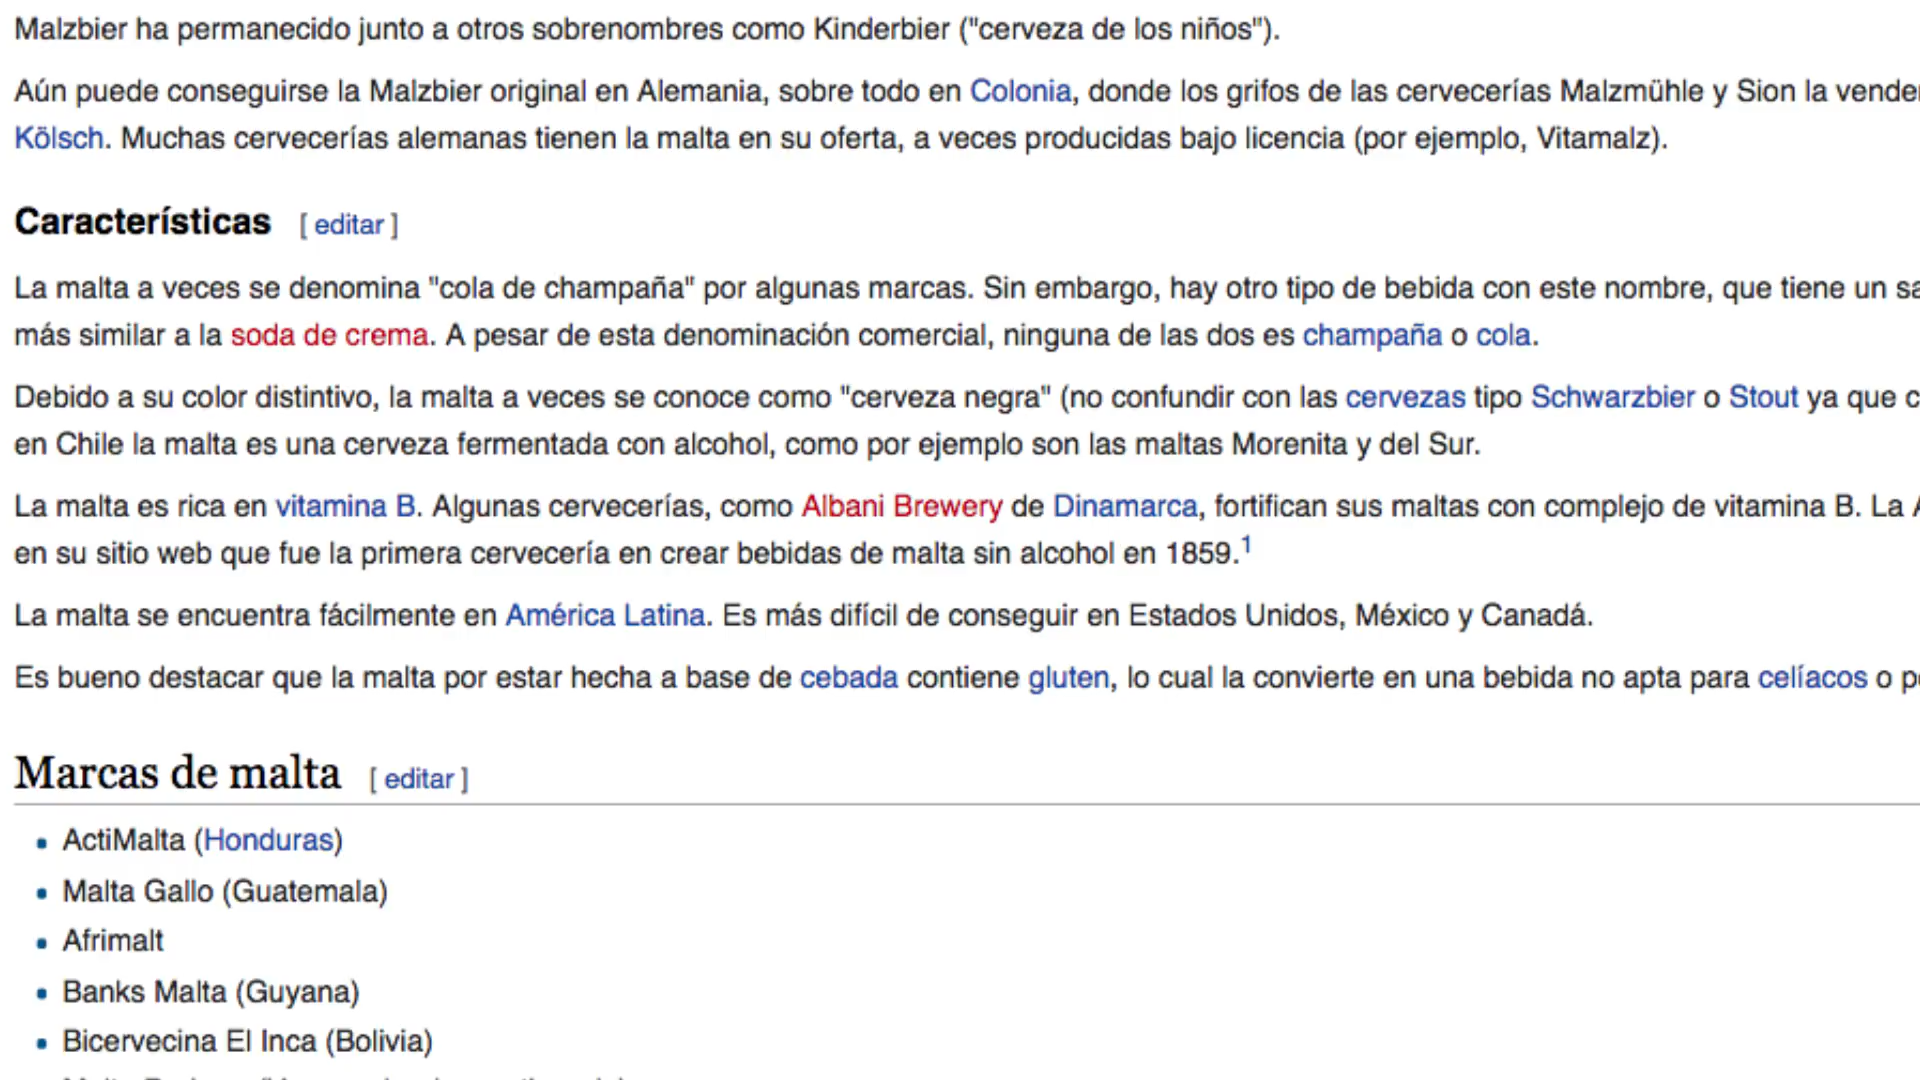 Malzbier ha permanecido junto a otros sobrenombres como Kinderbier ("cerveza de los niños").
Aún puede conseguirse la Malzbier original en Alemania, sobre todo en Colonia, donde los grifos de las cervecerías Malzmühle y Sion la
Kölsch. Muchas cervecerías alemanas tienen la malta en su oferta, a veces producidas bajo licencia (por ejemplo, Vitamalz).
Características [ editar ]
La malta a veces se denomina "cola de champaña" por algunas marcas. Sin embargo, hay otro tipo de bebida con este nombre, que tiene un
más similar a la soda de crema. A pesar de esta denominación comercial, ninguna de las dos es champaña o cola.
Debido a su color distintivo, la malta a veces se conoce como "cerveza negra" (no confundir con las cervezas tipo Schwarzbier o Stout ya que
en Chile la malta es una cerveza fermentada con alcohol, como por ejemplo son las maltas Morenita y del Sur.
La malta es rica en vitamina B. Algunas cervecerías, como Albani Brewery de Dinamarca, fortifican sus maltas con complejo de vitamina B. La
en su sitio web que fue la primera cervecería en crear bebidas de malta sin alcohol en 1859.1
La malta se encuentra fácilmente en América Latina. Es más difícil de conseguir en Estados Unidos, México y Canadá.
Es bueno destacar que la malta por estar hecha a base de cebada contiene gluten, lo cual la convierte en una bebida no apta para celíacos o
Marcas de malta [ editar ]
• ActiMalta (Honduras)
• Malta Gallo (Guatemala)
• Afrimalt
• Banks Malta (Guyana)
• Bicervecina El Inca (Bolivia)